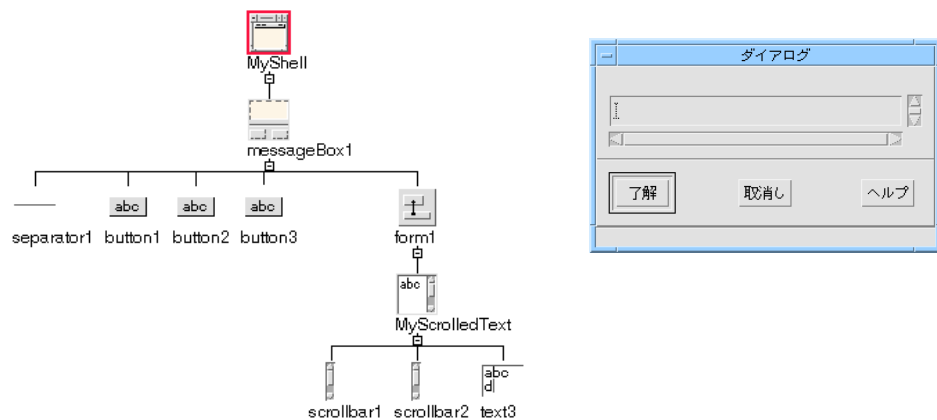 MyShell
messageBox1
separator1 button1 button2 button3 form1
abc abc abc
abc
MyScrolledText
abc
d
scrollbar1 scrollbar2 text3
ダイアログ
了解 取消し ヘルプ